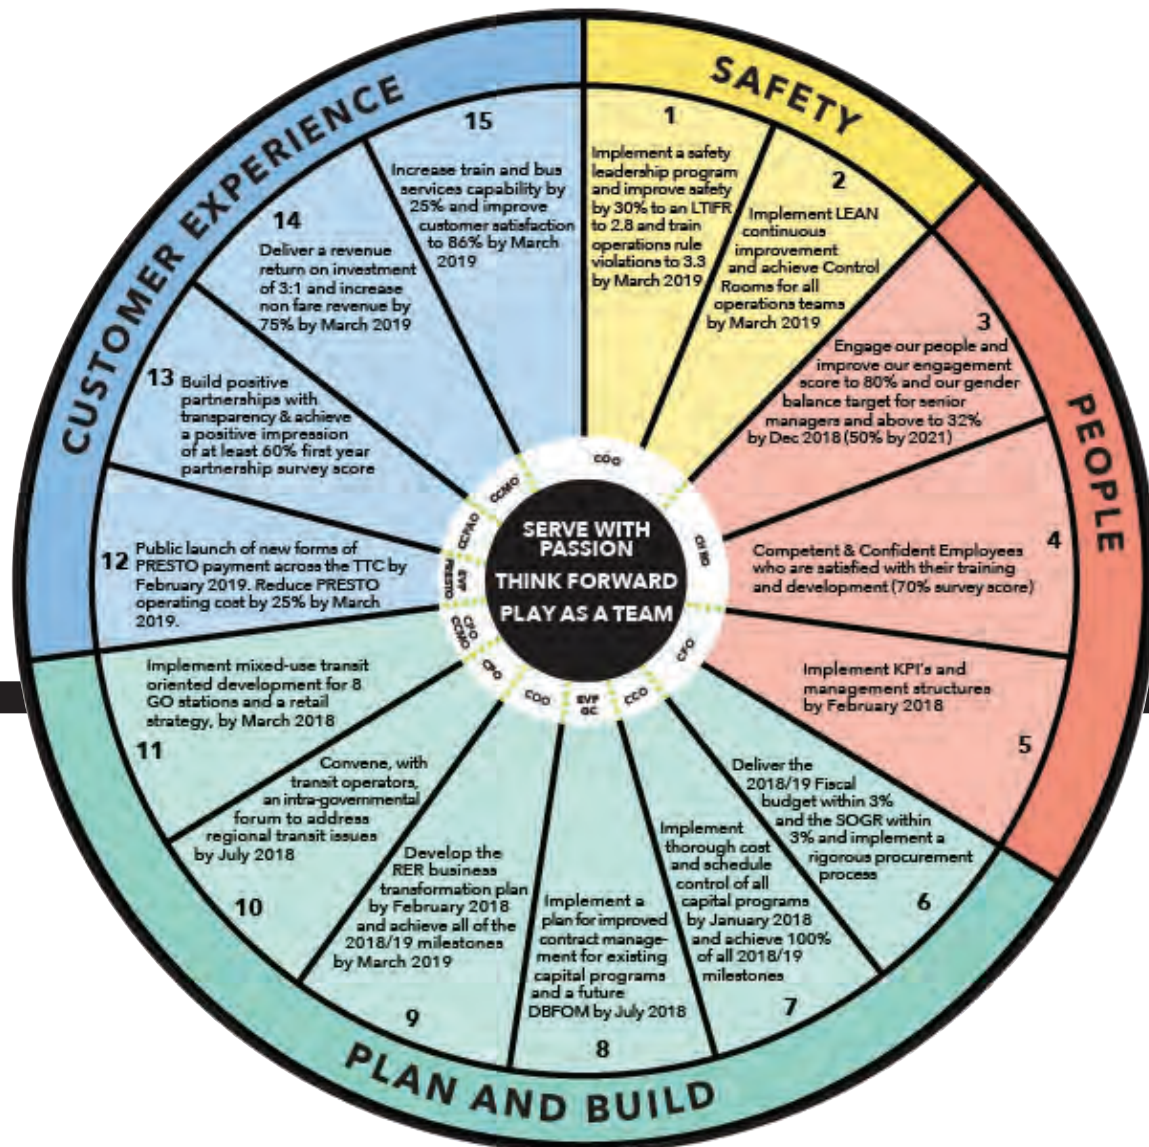 SAFETY
1
Implement a safety
leadership program
and improve safety
by 30% to an LTIFR
to 2.8 and train
operations rule
violations to 3.3
by March 2019
2
Implement LEAN
continuous
improvement
and achieve Control
Rooms for all
operations teams
by March 2019
PEOPLE
3
Engage our people and
improve our engagement
score to 80% and our gender
balance target for senior
managers and above to 32%
by Dec 2018 (50% by 2021)
4
Competent & Confident Employees
who are satisfied with their training
and development (70% survey score)
Implement KPI's and
management structures
by February 2018
5
PLAN AND BUILD
Deliver the
2018/19 Fiscal
budget within 3%
and the SOGR within
3% and implement a
rigorous procurement
process
6
Implement
thorough cost
and schedule
control of all
capital programs
by January 2018
and achieve 100%
of all 2018/19
milestones
7
Implement a
plan for improved
contract manage-
ment for existing
capital programs
and a future
DBFOM by July 2018
8
Develop the
RER business
transformation plan
by February 2018
and achieve all of the
2018/19 milestones
by March 2019
9
Convene, with
transit operators,
an intra-governmental
forum to address
regional transit issues
by July 2018
10
Implement mixed-use transit
oriented development for 8
GO stations and a retail
strategy, by March 2018
11
CUSTOMER EXPERIENCE
12
Public launch of new forms of
PRESTO payment across the TTC by
February 2019. Reduce PRESTO
operating cost by 25% by March
2019.
13
Build positive
partnerships with
transparency & achieve
a positive impression
of at least 60% first year
partnership survey score
14
Deliver a revenue
return on investment
of 3:1 and increase
non fare revenue by
75% by March 2019
15
Increase train and bus
services capability by
25% and improve
customer satisfaction
to 86% by March
2019
COO
CFO
CCO
EVP
GC
COO
CPO
CPO
CCMO
EVP
PRESTO
CCPAO
CCMO
SERVE WITH
PASSION
THINK FORWARD
PLAY AS A TEAM